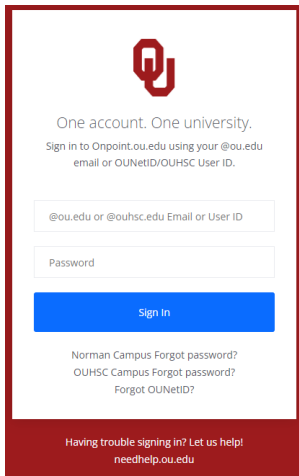 OU
One account. One university.
Sign in to Onpoint.ou.edu using your @ou.edu
email or OUNetID/OUHSC User ID.
@ou.edu or @ouhsc.edu Email or User ID
Password
Sign In
Norman Campus Forgot password?
OUHSC Campus Forgot password?
Forgot OUNetID?
Having trouble signing in? Let us help!
needhelp.ou.edu